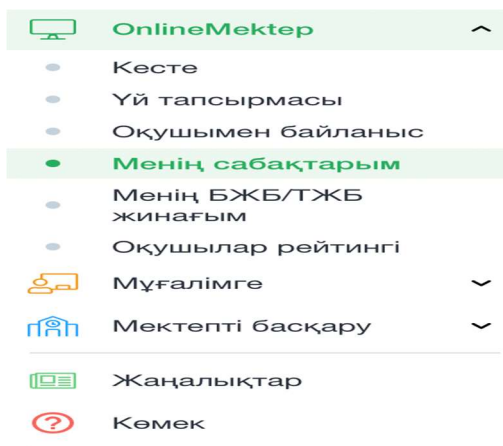 OnlineMektep
Кесте
Үй тапсырмасы
Оқушымен байланыс
Менің сабақтарым
Менің БЖБ/ТЖБ
жинағым
Оқушылар рейтингі
Мұғалімге
Мектепті басқару
Жаңалықтар
Көмек